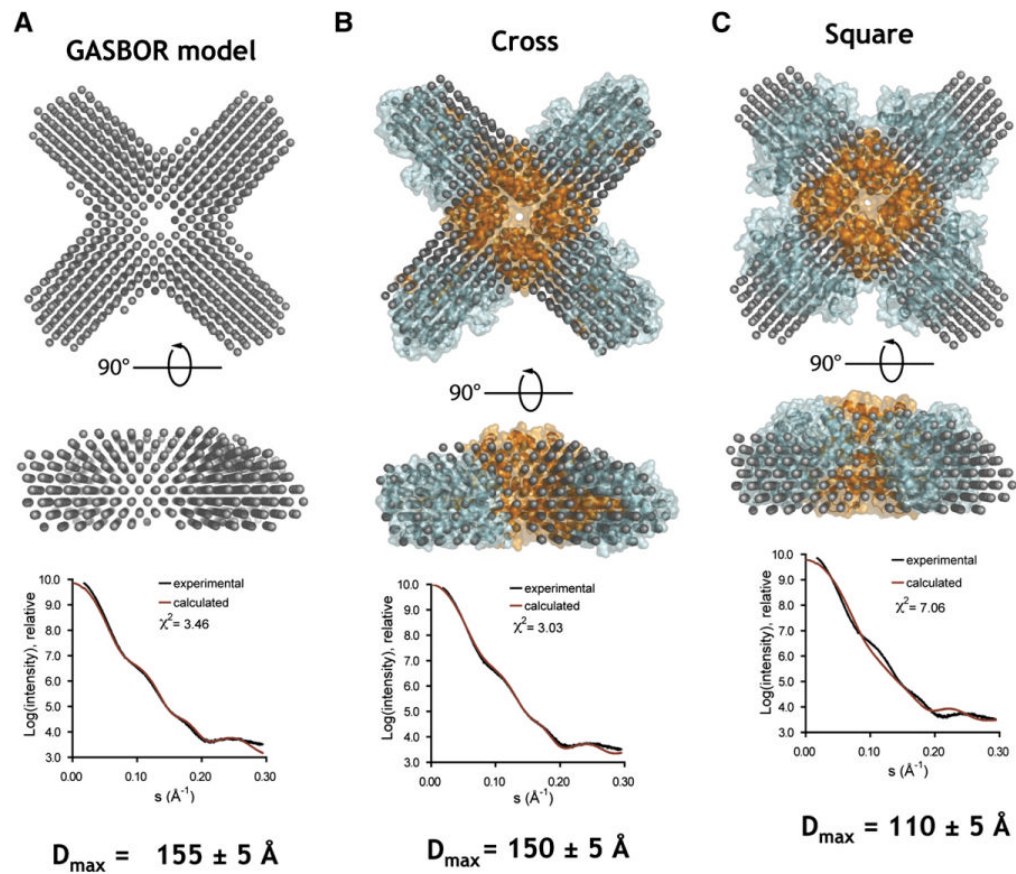 A
GASBOR model
90°
10.0
9.0
8.0
7.0
6.0
5.0
4.0
3.0
Log(intensity), relative
experimental
calculated
χ²= 3.46
0.00 0.10 0.20 0.30
s (Å⁻¹)
Dmax = 155 ± 5 Å
B
Cross
90°
10.0
9.0
8.0
7.0
6.0
5.0
4.0
3.0
Log(intensity), relative
experimental
calculated
χ²= 3.03
0.00 0.10 0.20 0.30
s (Å⁻¹)
Dmax = 150 ± 5 Å
C
Square
90°
10.0
9.0
8.0
7.0
6.0
5.0
4.0
3.0
Log(intensity), relative
experimental
calculated
χ²= 7.06
0.00 0.10 0.20 0.30
s (Å⁻¹)
Dmax = 110 ± 5 Å